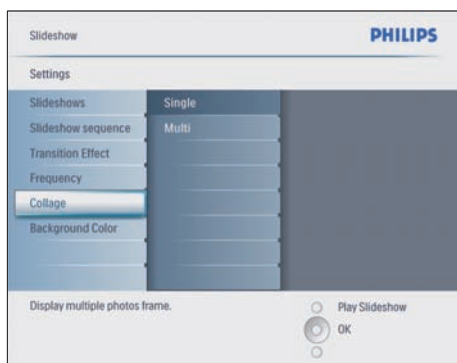 Slideshow
PHILIPS
Settings
Slideshows
Single
Slideshow sequence
Multi
Transition Effect
Frequency
Collage
Background Color
Display multiple photos frame.
Play Slideshow
OK